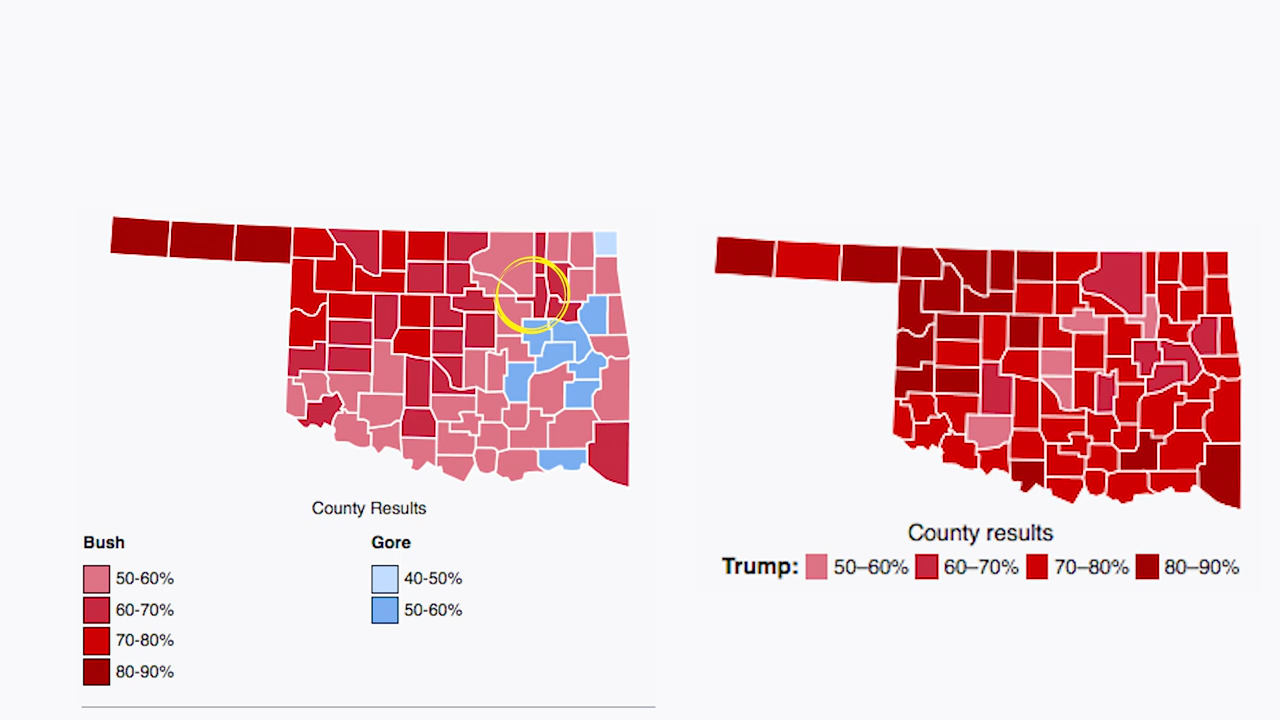 County Results
Bush Gore
50-60% 40-50%
60-70% 50-60%
70-80%
80-90%
County results
Trump: 50–60% 60–70% 70–80% 80–90%